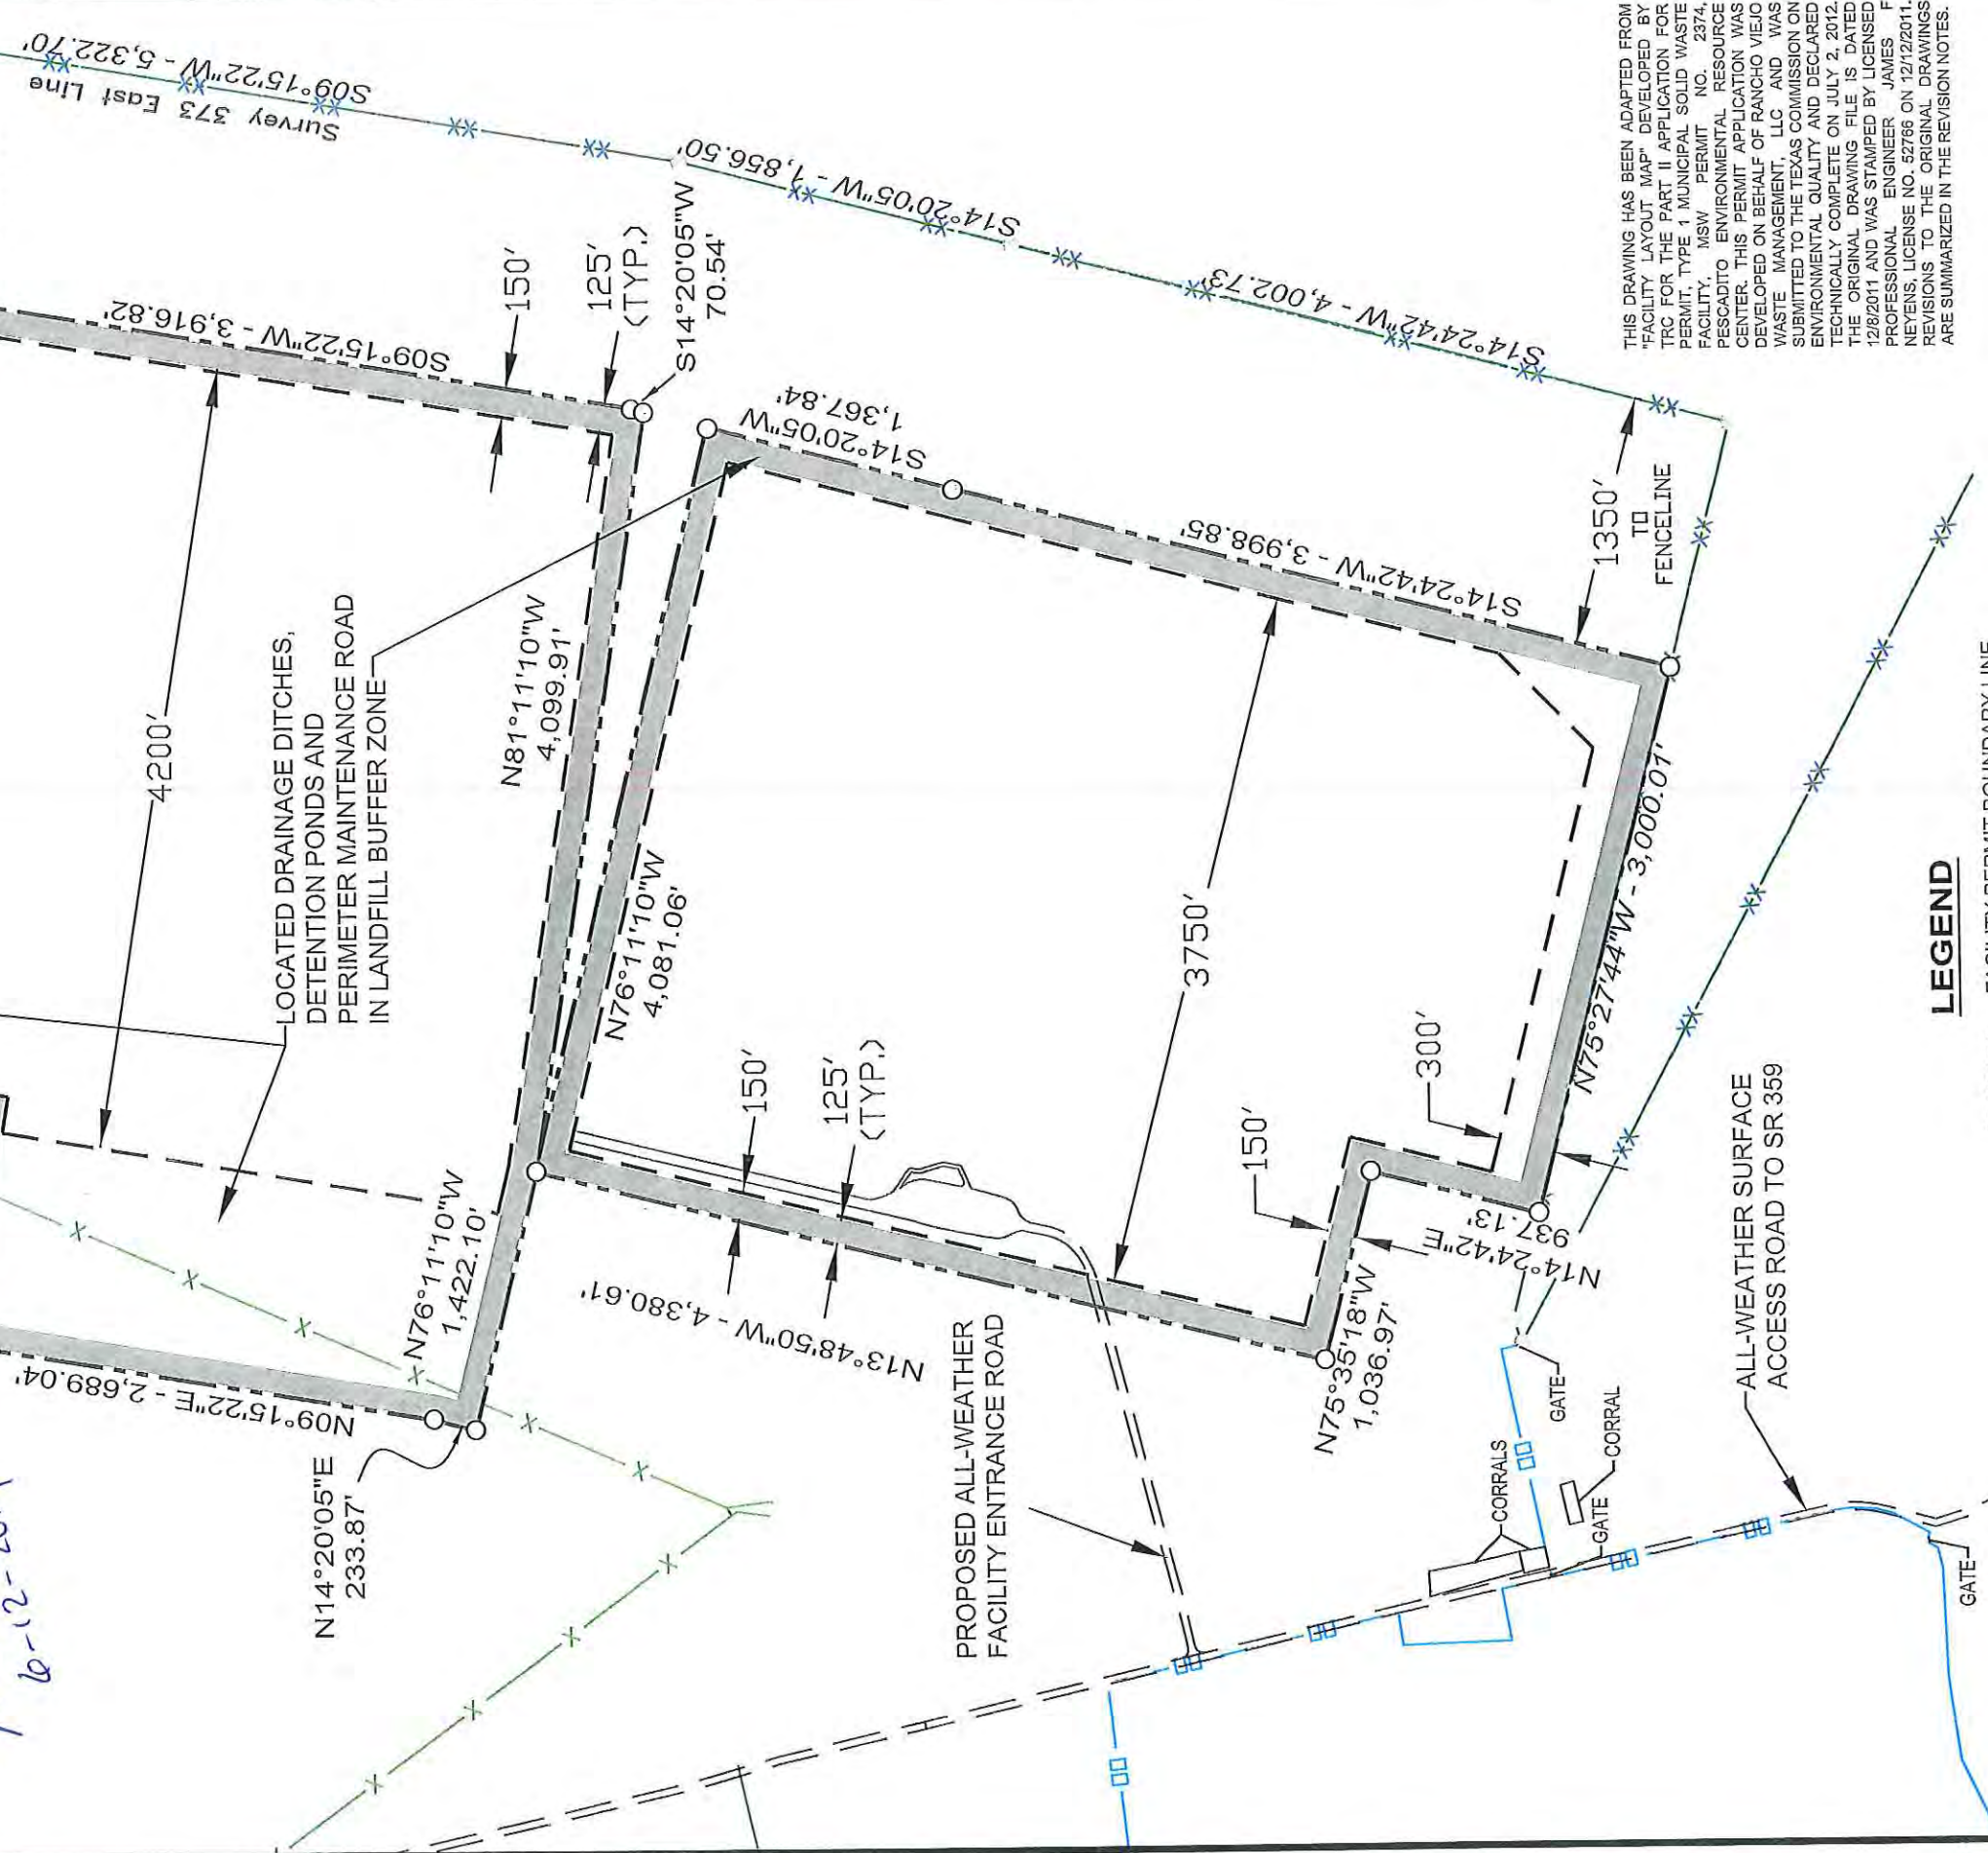 S09°15'22"W - 5,322.70'
Survey 373 East Line
S14°20'05"W - 1,856.50'
S14°24'42"W - 4,002.73'
THIS DRAWING HAS BEEN ADAPTED FROM
"FACILITY LAYOUT MAP" DEVELOPED BY
TRC FOR THE PART II APPLICATION FOR
PERMIT, TYPE 1 MUNICIPAL SOLID WASTE
FACILITY, MSW PERMIT NO. 2374,
PESCADITO ENVIRONMENTAL RESOURCE
CENTER. THIS PERMIT APPLICATION WAS
DEVELOPED ON BEHALF OF RANCHO VIEJO
WASTE MANAGEMENT, LLC AND WAS
SUBMITTED TO THE TEXAS COMMISSION ON
ENVIRONMENTAL QUALITY AND DECLARED
TECHNICALLY COMPLETE ON JULY 2, 2012.
THE ORIGINAL DRAWING FILE IS DATED
12/8/2011 AND WAS STAMPED BY LICENSED
PROFESSIONAL ENGINEER JAMES F
NEYENS, LICENSE NO. 52766 ON 12/12/2011.
REVISIONS TO THE ORIGINAL DRAWINGS
ARE SUMMARIZED IN THE REVISION NOTES.
S09°15'22"W - 3,916.82'
150'
125'
(TYP.)
S14°20'05"W
70.54'
4200'
LOCATED DRAINAGE DITCHES,
DETENTION PONDS AND
PERIMETER MAINTENANCE ROAD
IN LANDFILL BUFFER ZONE
N81°11'10"W
4,099.91'
S14°20'05"W
1,367.84'
S14°24'42"W - 3,998.85'
1350'
TO
FENCELINE
N76°11'10"W
4,081.06'
3750'
N75°27'44"W - 3,000.01'
300'
150'
150'
125'
(TYP.)
N76°11'10"W
1,422.10'
N09°15'22"E - 2,689.04'
N14°20'05"E
233.87'
N13°48'50"W - 4,380.61'
N14°24'42"E
937.13'
N75°35'18"W
1,036.97'
PROPOSED ALL-WEATHER
FACILITY ENTRANCE ROAD
GATE
CORRALS
CORRAL
GATE
ALL-WEATHER SURFACE
ACCESS ROAD TO SR 359
GATE
LEGEND
FACILITY PERMIT BOUNDARY LINE